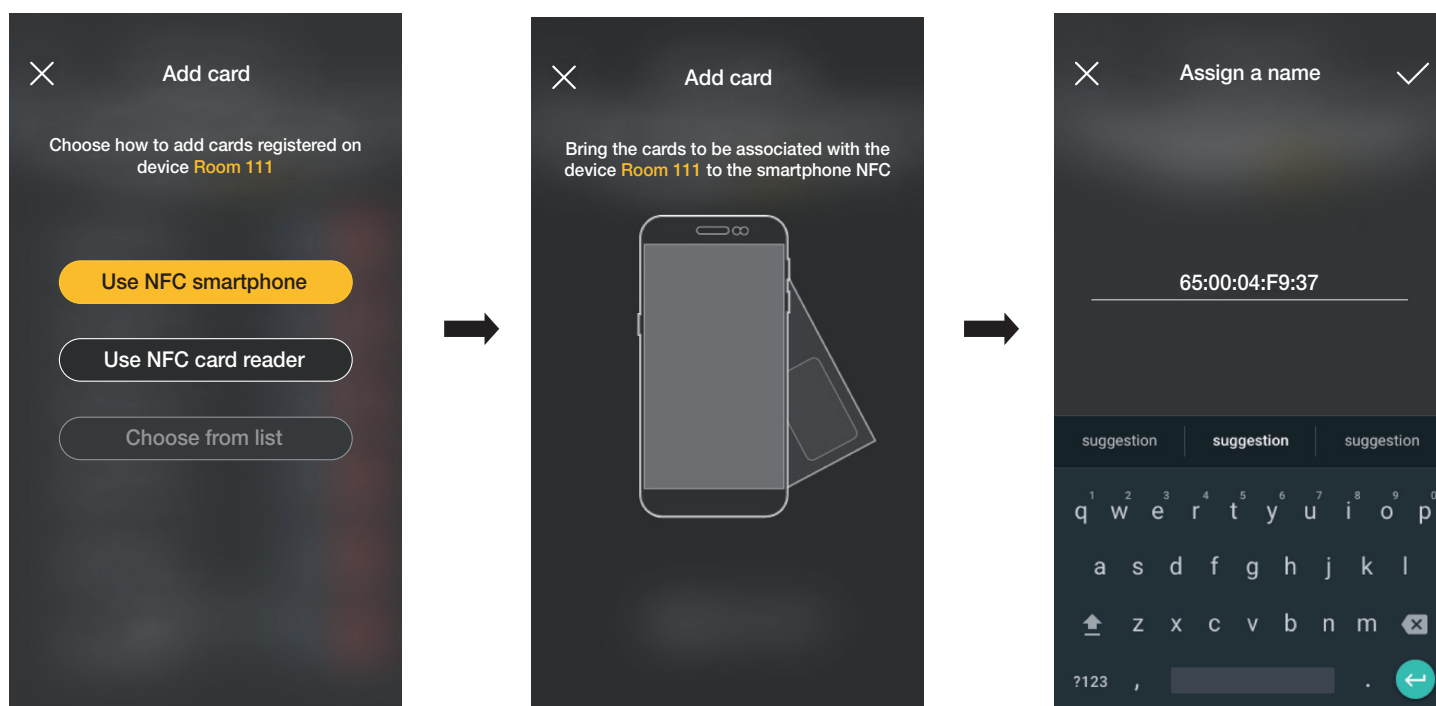 Add card
Choose how to add cards registered on
device Room 111
Use NFC smartphone
Use NFC card reader
Choose from list
Add card
Bring the cards to be associated with the
device Room 111 to the smartphone NFC
Assign a name
65:00:04:F9:37
suggestion suggestion suggestion
1 2 3 4 5 6 7 8 9 0
q w e r t y u i o p
a s d f g h j k l
z x c v b n m
?123 , .